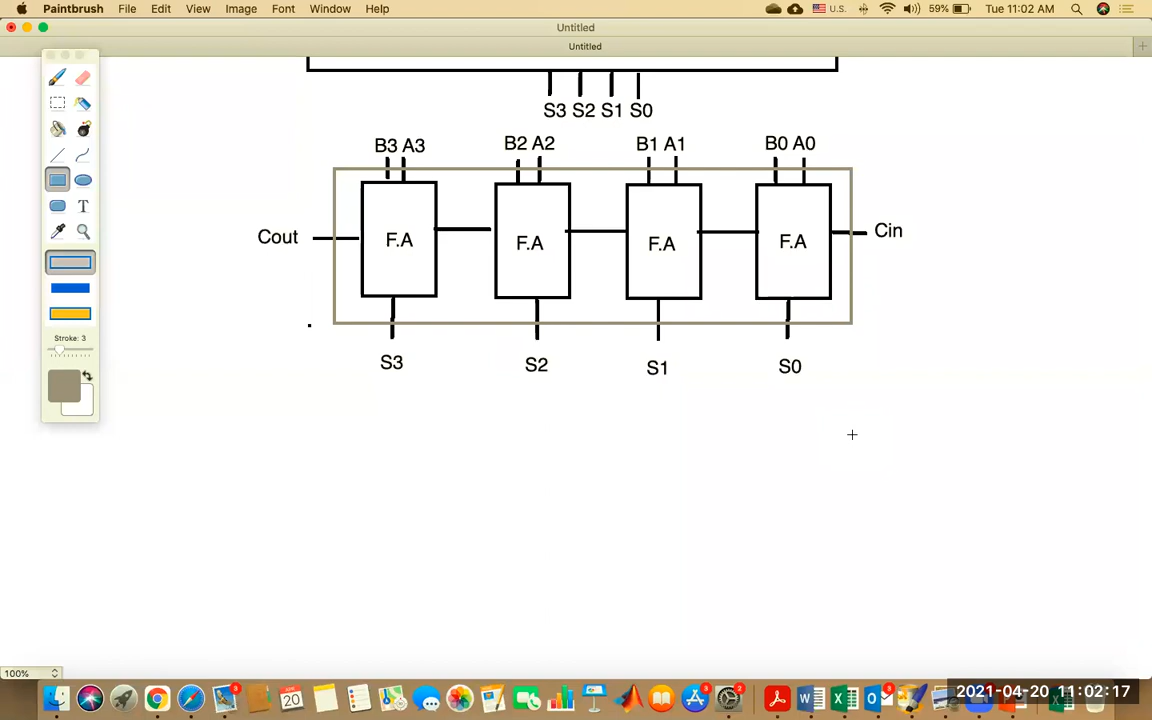 Paintbrush File Edit View Image Font Window Help U.S. 59% Tue 11:02 AM
Untitled
Untitled
S3 S2 S1 S0
B3 A3 B2 A2 B1 A1 B0 A0
Cout F.A F.A F.A F.A Cin
S3 S2 S1 S0
T
Stroke: 3
100%
APR 20
2021-04-20 11:02:17